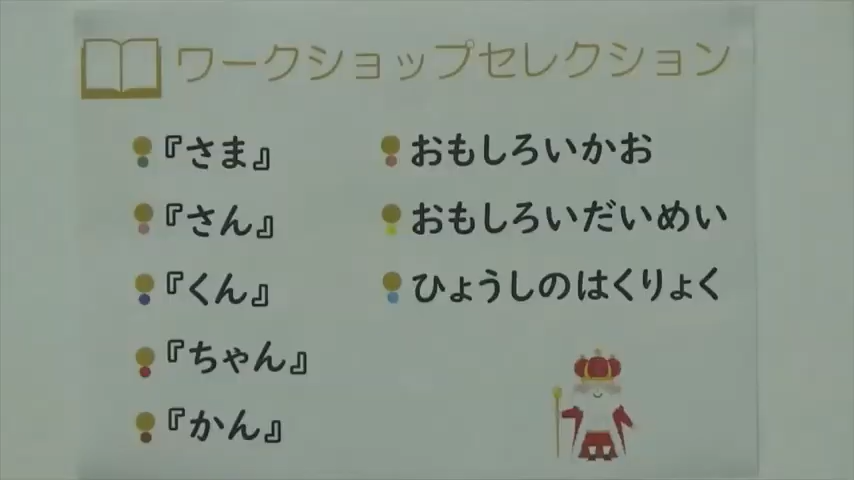 ワークショップセレクション
『さま』
『さん』
『くん』
『ちゃん』
『かん』
おもしろいかお
おもしろいだいめい
ひょうしのはくりょく